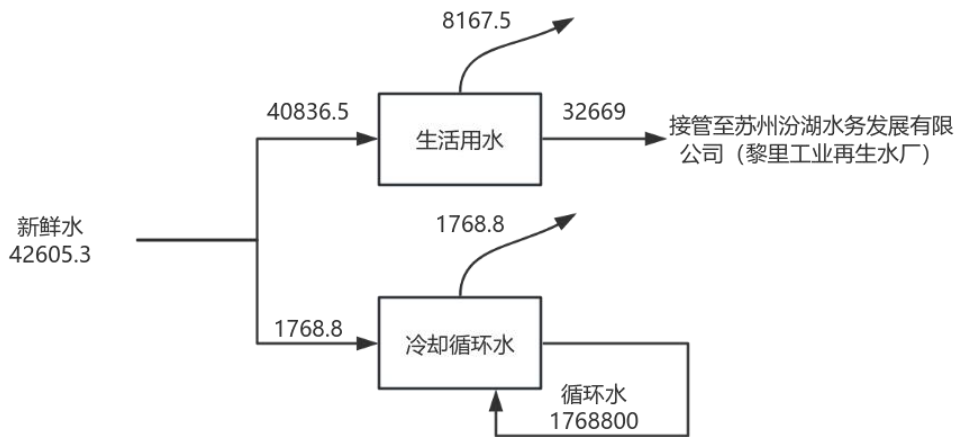 8167.5
40836.5
生活用水
32669
接管至苏州汾湖水务发展有限
公司（黎里工业再生水厂）
新鲜水
42605.3
1768.8
1768.8
冷却循环水
循环水
1768800